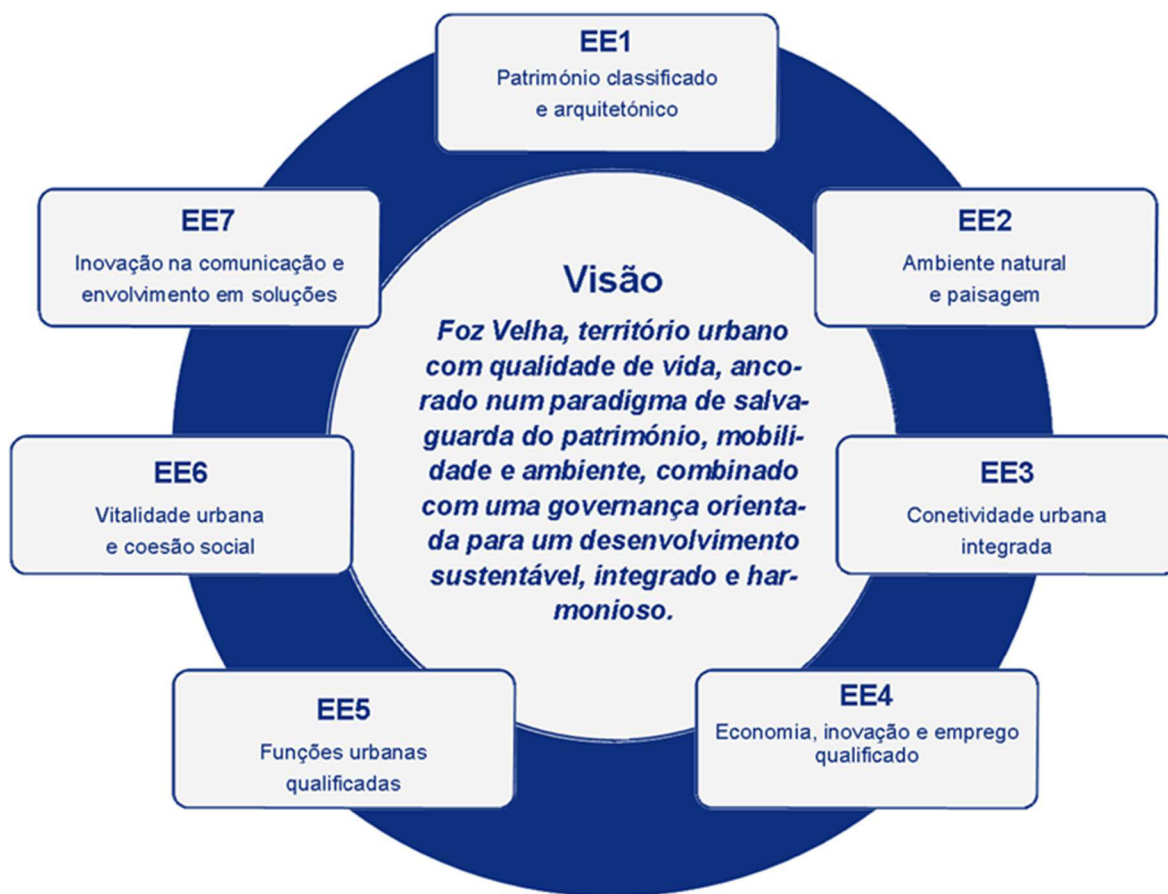 EE1
Património classificado
e arquitetónico
EE2
Ambiente natural
e paisagem
EE3
Conetividade urbana
integrada
EE4
Economia, inovação e emprego
qualificado
EE5
Funções urbanas
qualificadas
EE6
Vitalidade urbana
e coesão social
EE7
Inovação na comunicação e
envolvimento em soluções
Visão
Foz Velha, território urbano
com qualidade de vida, anco-
rado num paradigma de salva-
guarda do património, mobili-
dade e ambiente, combinado
com uma governança orienta-
da para um desenvolvimento
sustentável, integrado e har-
monioso.